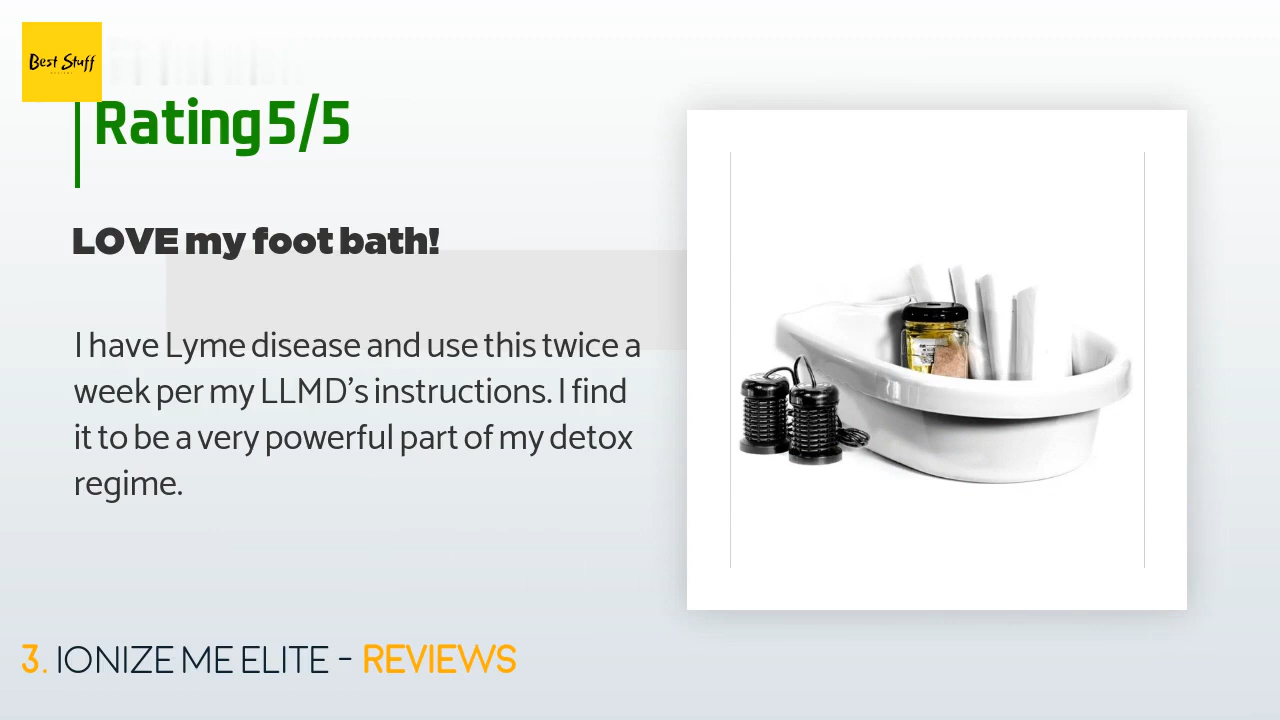 Best Stuff
Rating 5/5
LOVE my foot bath!
I have Lyme disease and use this twice a
week per my LLMD's instructions. I find
it to be a very powerful part of my detox
regime.
3. IONIZE ME ELITE - REVIEWS